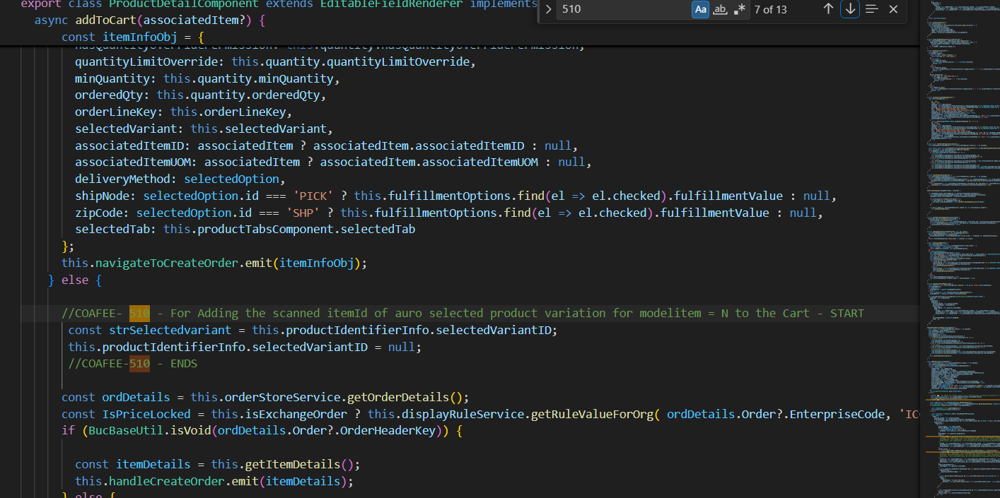 export class ProductDetailComponent extends EditableFieldRenderer implements
510
Aa
ab
.*
7 of 13
async addToCart(associatedItem?) {
const itemInfoObj = {
hasQuantityOverridePermission: this.quantity.hasQuantityOverridePermission,
quantityLimitOverride: this.quantity.quantityLimitOverride,
minQuantity: this.quantity.minQuantity,
orderedQty: this.quantity.orderedQty,
orderLineKey: this.orderLineKey,
selectedVariant: this.selectedVariant,
associatedItemID: associatedItem ? associatedItem.associatedItemID : null,
associatedItemUOM: associatedItem ? associatedItem.associatedItemUOM : null,
deliveryMethod: selectedOption,
shipNode: selectedOption.id === 'PICK' ? this.fulfillmentOptions.find(el => el.checked).fulfillmentValue : null,
zipCode: selectedOption.id === 'SHP' ? this.fulfillmentOptions.find(el => el.checked).fulfillmentValue : null,
selectedTab: this.productTabsComponent.selectedTab
};
this.navigateToCreateOrder.emit(itemInfoObj);
} else {
//COAFEE- 510 - For Adding the scanned itemId of auro selected product variation for modelitem = N to the Cart - START
const strSelectedvariant = this.productIdentifierInfo.selectedVariantID;
this.productIdentifierInfo.selectedVariantID = null;
//COAFEE-510 - ENDS
const ordDetails = this.orderStoreService.getOrderDetails();
const IsPriceLocked = this.isExchangeOrder ? this.displayRuleService.getRuleValueForOrg( ordDetails.Order?.EnterpriseCode, 'IC
if (BucBaseUtil.isVoid(ordDetails.Order?.OrderHeaderKey)) {
const itemDetails = this.getItemDetails();
this.handleCreateOrder.emit(itemDetails);
} else {